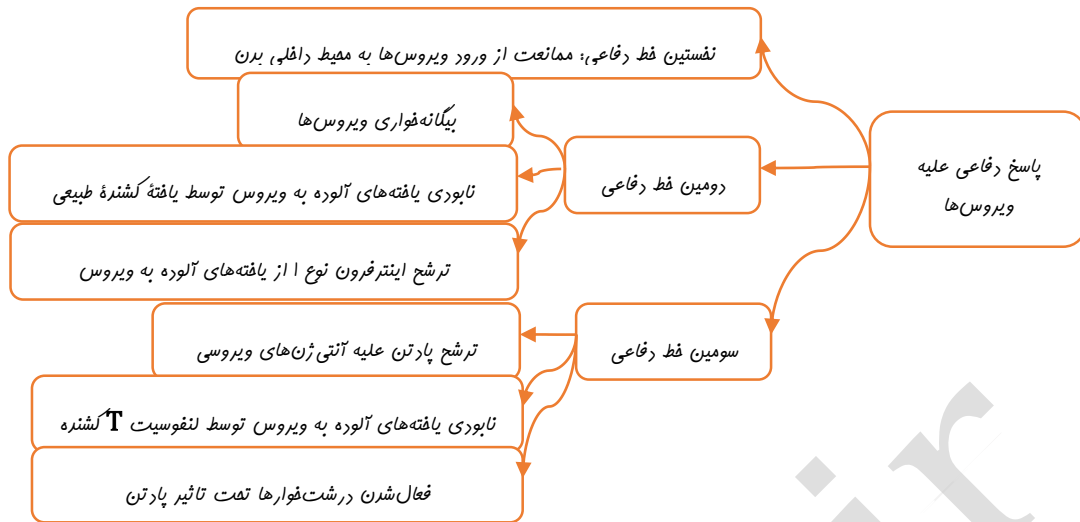 پاسخ دفاعی علیه
ویروس‌ها
نخستین خط دفاعی: ممانعت از ورود ویروس‌ها به محیط داخلی بدن
دومین خط دفاعی
بیگانه‌خواری ویروس‌ها
نابودی یاخته‌های آلوده به ویروس توسط یاختهٔ کشندهٔ طبیعی
ترشح اینترفرون نوع ۱ از یاخته‌های آلوده به ویروس
سومین خط دفاعی
ترشح پادتن علیه آنتی‌ژن‌های ویروسی
نابودی یاخته‌های آلوده به ویروس توسط لنفوسیت T کشنده
فعال‌شدن درشت‌خوارها تحت تاثیر پادتن
ir